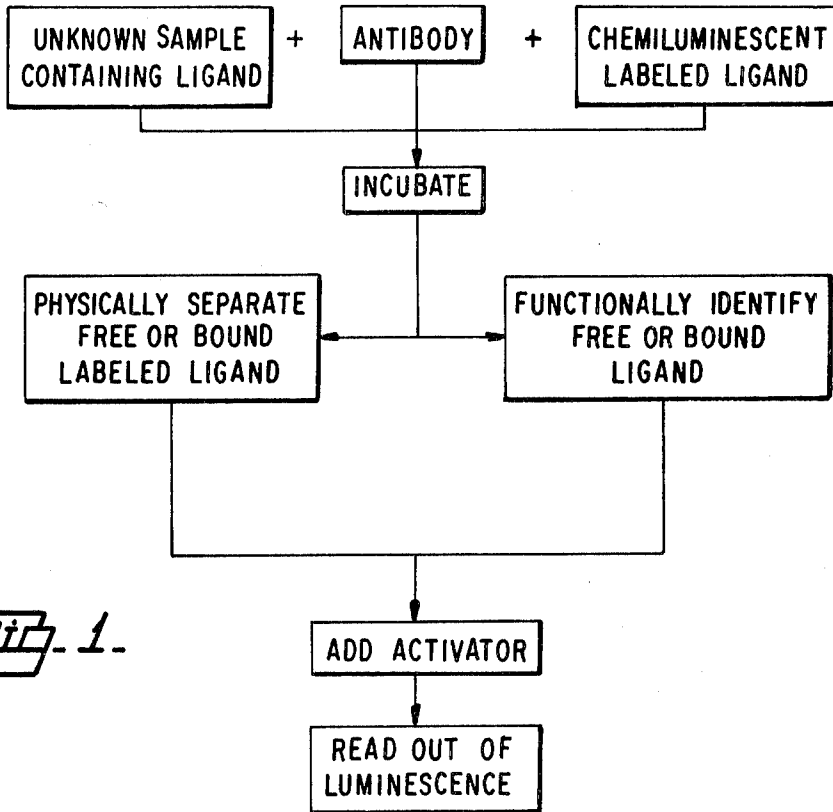 UNKNOWN SAMPLE + ANTIBODY + CHEMILUMINESCENT
CONTAINING LIGAND LABELED LIGAND
INCUBATE
PHYSICALLY SEPARATE
FREE OR BOUND
LABELED LIGAND
FUNCTIONALLY IDENTIFY
FREE OR BOUND
LIGAND
- 1 -
ADD ACTIVATOR
READ OUT OF
LUMINESCENCE